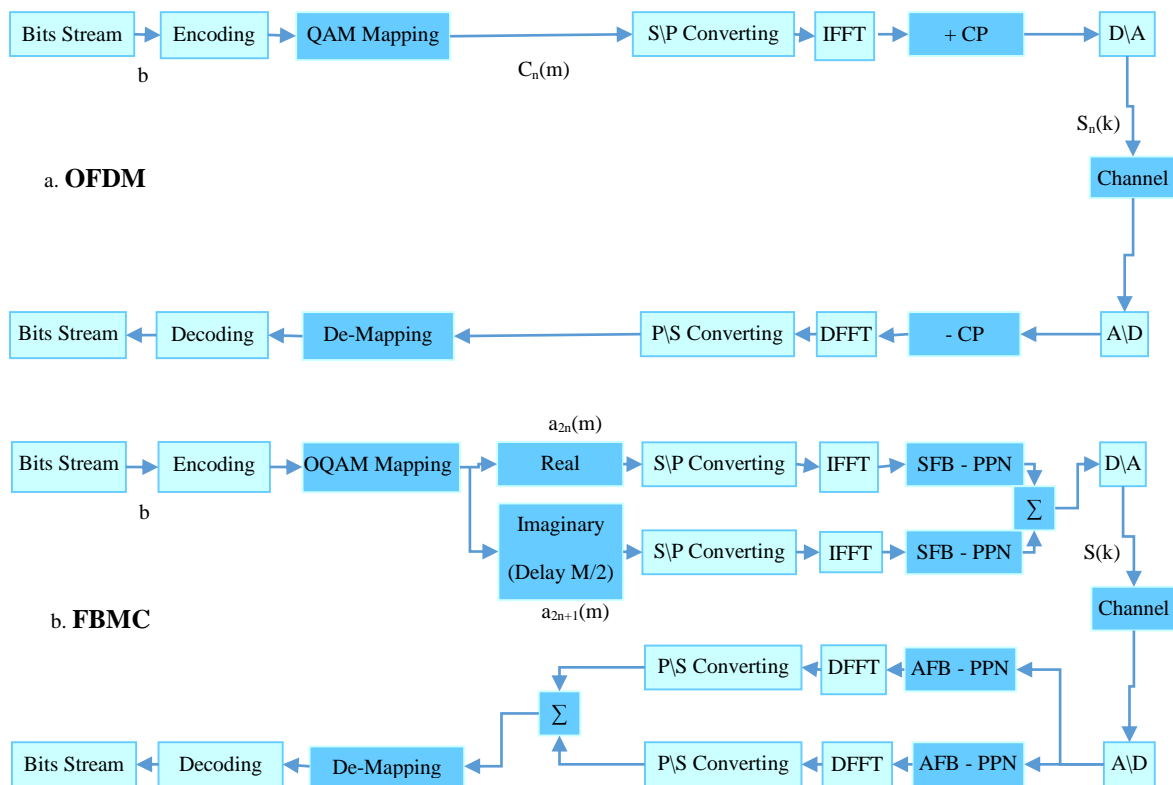 Bits Stream
Encoding
QAM Mapping
S\P Converting
IFFT
+ CP
D\A
b
Cₙ(m)
Sₙ(k)
a. OFDM
Channel
Bits Stream
Decoding
De-Mapping
P\S Converting
DFFT
- CP
A\D
a₂ₙ(m)
Bits Stream
Encoding
OQAM Mapping
Real
S\P Converting
IFFT
SFB - PPN
D\A
b
Σ
Imaginary
(Delay M/2)
S\P Converting
IFFT
SFB - PPN
S(k)
a₂ₙ₊₁(m)
b. FBMC
Channel
P\S Converting
DFFT
AFB - PPN
Σ
Bits Stream
Decoding
De-Mapping
P\S Converting
DFFT
AFB - PPN
A\D